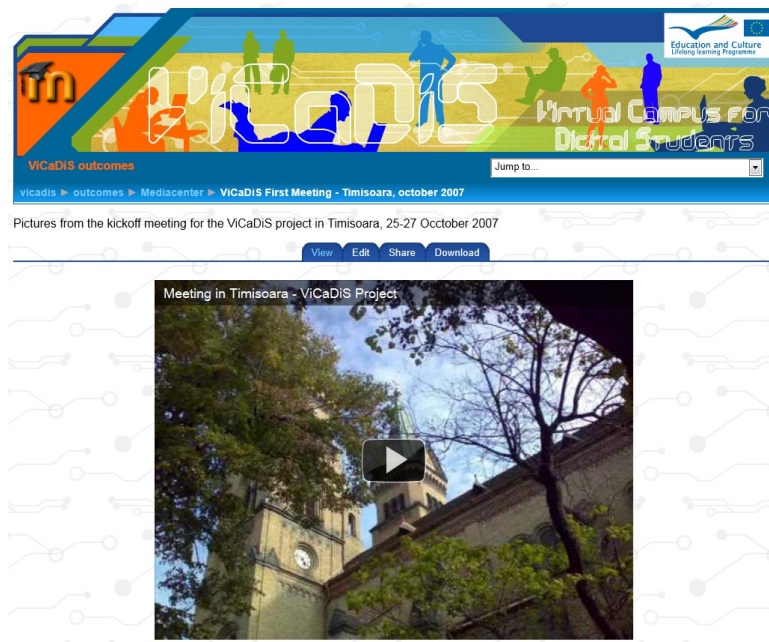 Education and Culture
Lifelong learning Programme
m
ViCaDiS
Virtual Campus for
Digital Students
ViCaDiS outcomes
Jump to...
vicadis ► outcomes ► Mediacenter ► ViCaDiS First Meeting - Timisoara, october 2007
Pictures from the kickoff meeting for the ViCaDiS project in Timisoara, 25-27 Occtober 2007
View Edit Share Download
Meeting in Timisoara - ViCaDiS Project